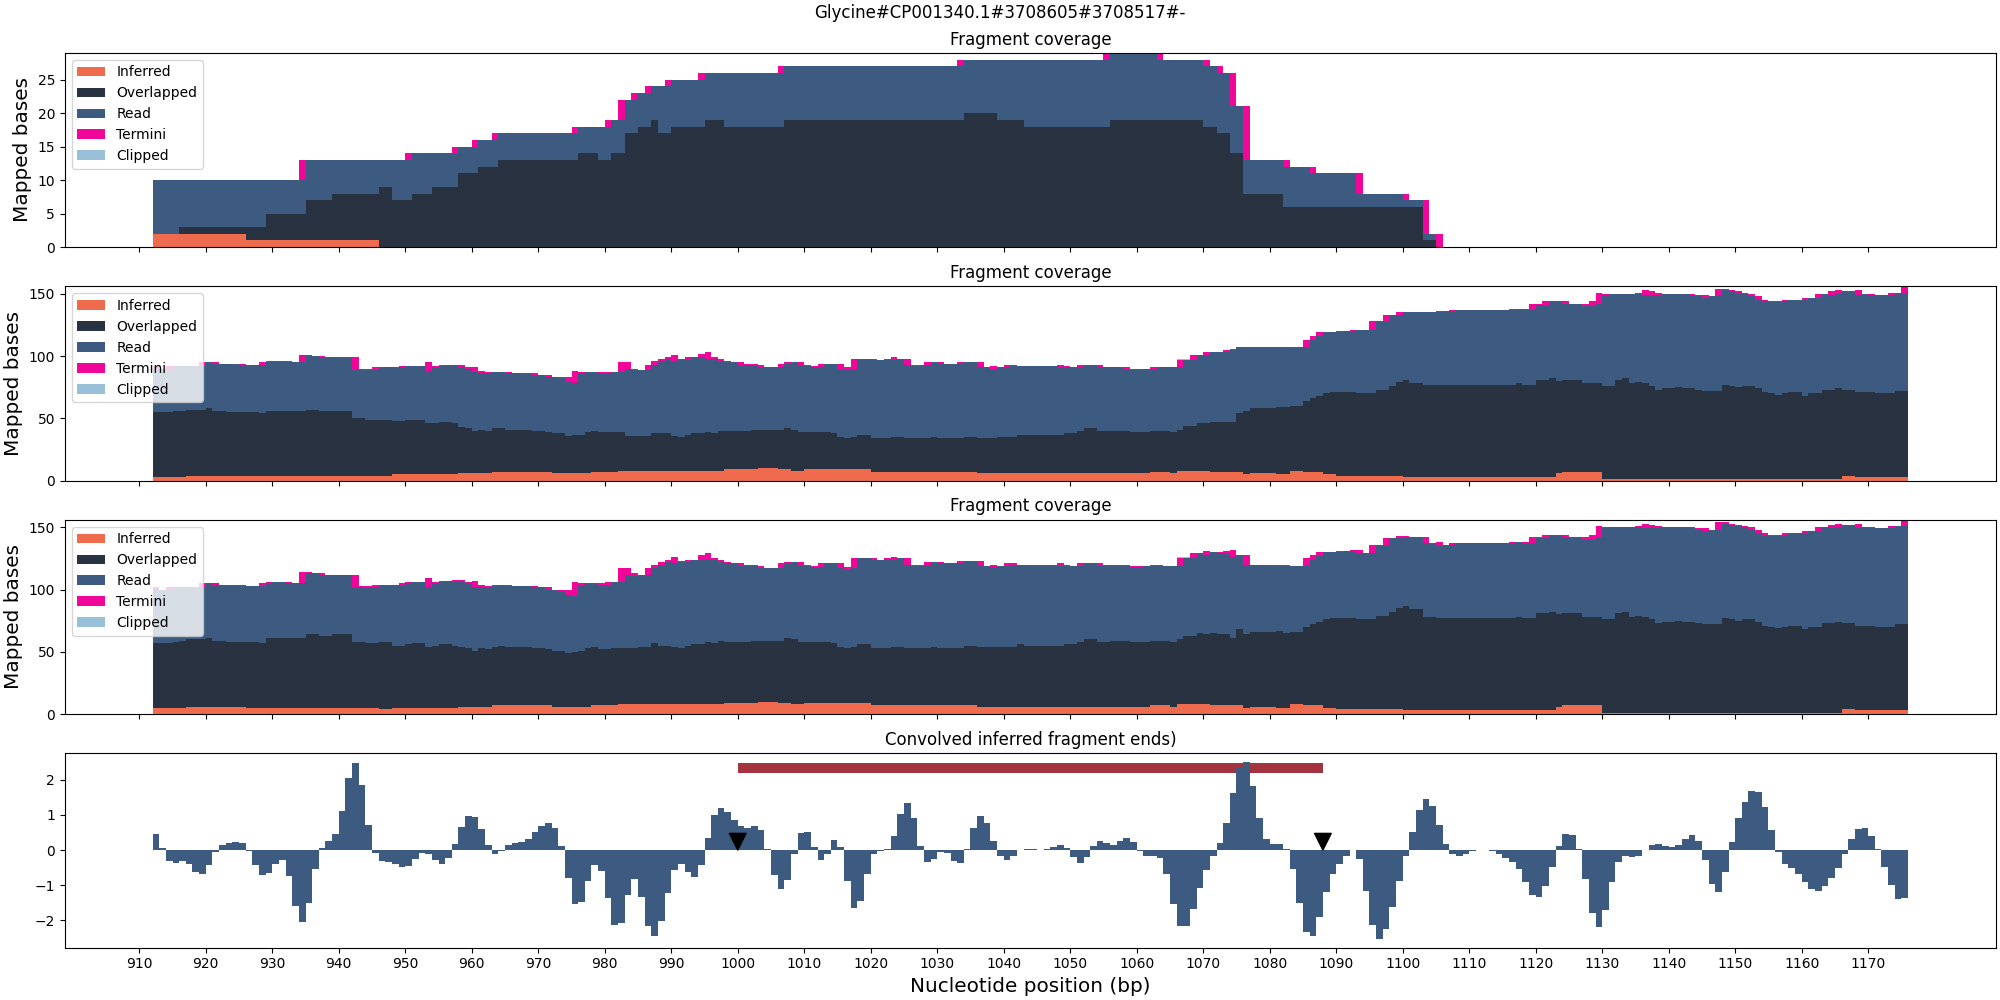 Glycine#CP001340.1#3708605#3708517#-
Fragment coverage
Mapped bases
25
20
15
10
5
0
Inferred
Overlapped
Read
Termini
Clipped
Fragment coverage
Mapped bases
150
100
50
0
Inferred
Overlapped
Read
Termini
Clipped
Fragment coverage
Mapped bases
150
100
50
0
Inferred
Overlapped
Read
Termini
Clipped
Convolved inferred fragment ends)
2
1
0
−1
−2
910 920 930 940 950 960 970 980 990 1000 1010 1020 1030 1040 1050 1060 1070 1080 1090 1100 1110 1120 1130 1140 1150 1160 1170
Nucleotide position (bp)